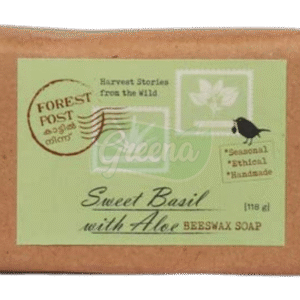 Harvest Stories
from the Wild
FOREST
POST
കാട്ടിൽ
നിന്ന്
Greena
*Seasonal
*Ethical
*Handmade
Sweet Basil
[118 g]
with Aloe BEESWAX SOAP